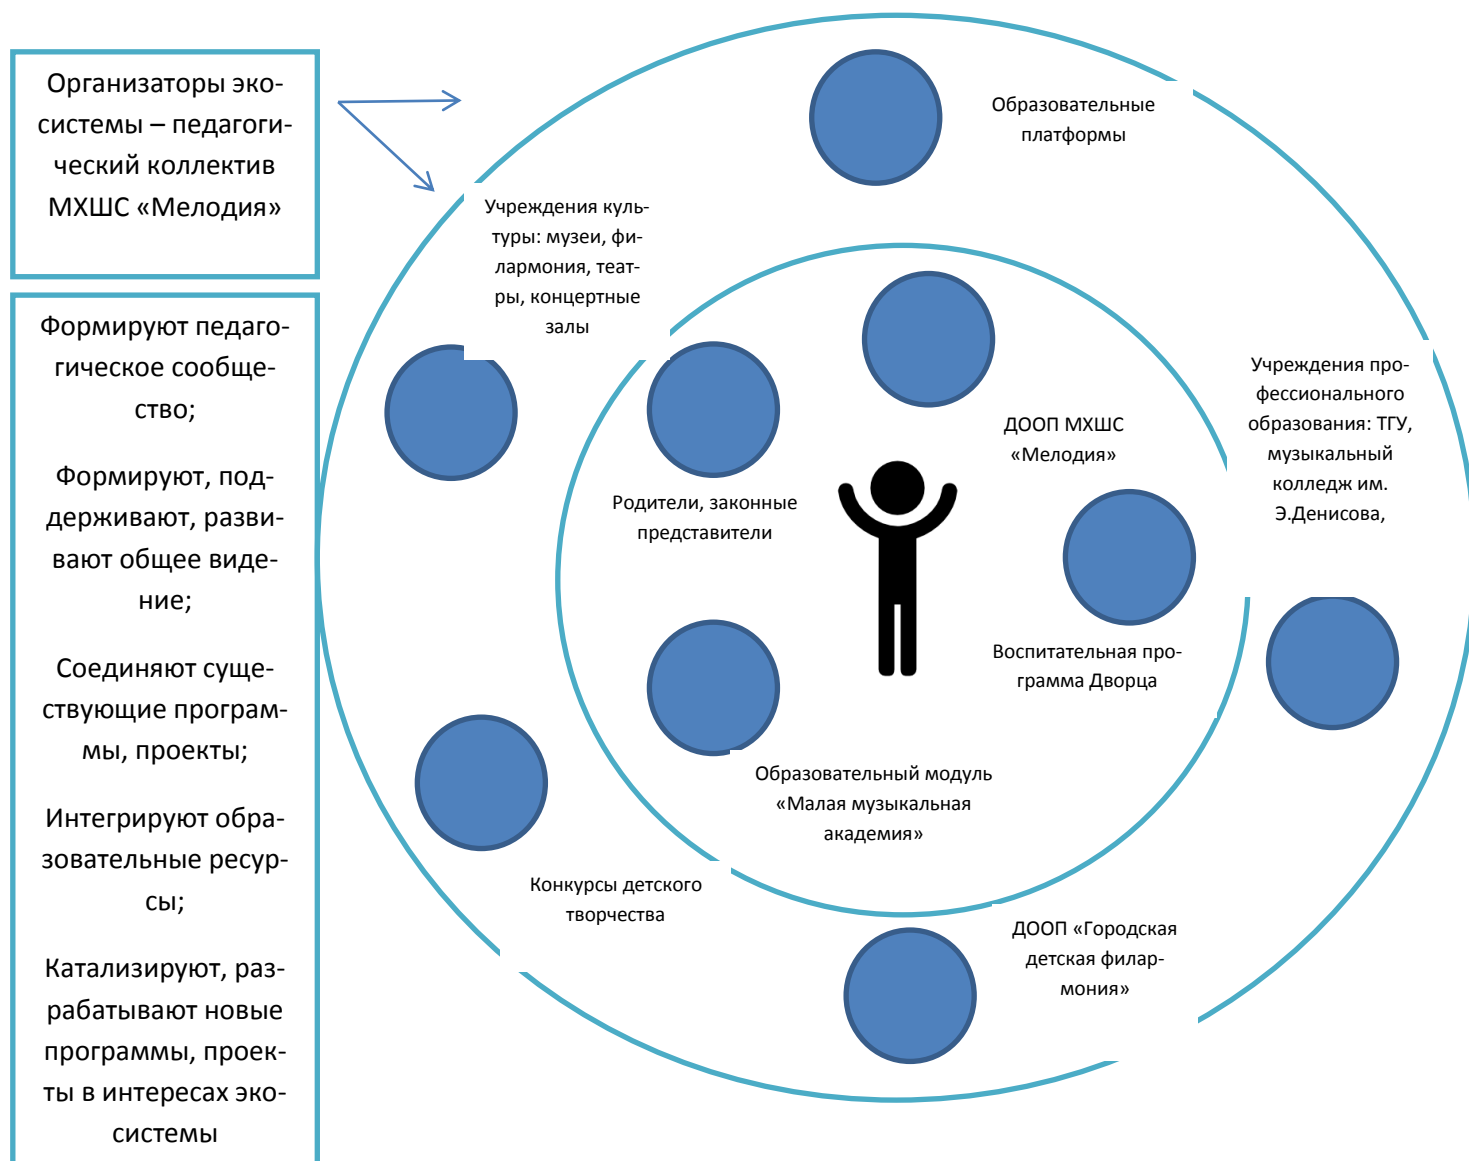 Организаторы эко-
системы – педагоги-
ческий коллектив
МХШС «Мелодия»
Формируют педаго-
гическое сообще-
ство;
Формируют, под-
держивают, разви-
вают общее виде-
ние;
Соединяют суще-
ствующие програм-
мы, проекты;
Интегрируют обра-
зовательные ресур-
сы;
Катализируют, раз-
рабатывают новые
программы, проек-
ты в интересах эко-
системы
Образовательные
платформы
Учреждения куль-
туры: музеи, фи-
лармония, теат-
ры, концертные
залы
Учреждения про-
фессионального
образования: ТГУ,
музыкальный
колледж им.
Э.Денисова,
ДООП МХШС
«Мелодия»
Родители, законные
представители
Воспитательная про-
грамма Дворца
Образовательный модуль
«Малая музыкальная
академия»
Конкурсы детского
творчества
ДООП «Городская
детская филар-
мония»